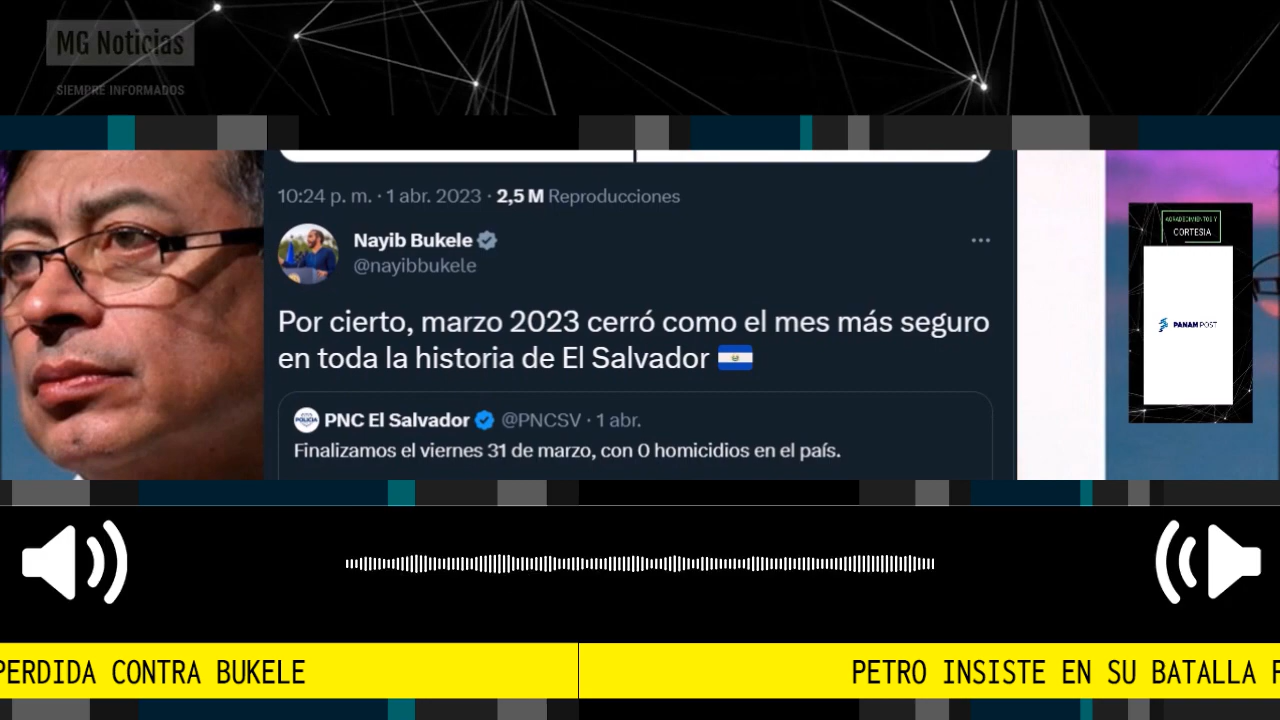 MG Noticias
SIEMPRE INFORMADOS
10:24 p. m. · 1 abr. 2023 · 2,5 M Reproducciones
Nayib Bukele
@nayibbukele
Por cierto, marzo 2023 cerró como el mes más seguro
en toda la historia de El Salvador
PNC El Salvador @PNCSV · 1 abr.
Finalizamos el viernes 31 de marzo, con 0 homicidios en el país.
AGRADECIMIENTOS Y
CORTESIA
PANAM POST
PERDIDA CONTRA BUKELE
PETRO INSISTE EN SU BATALLA P